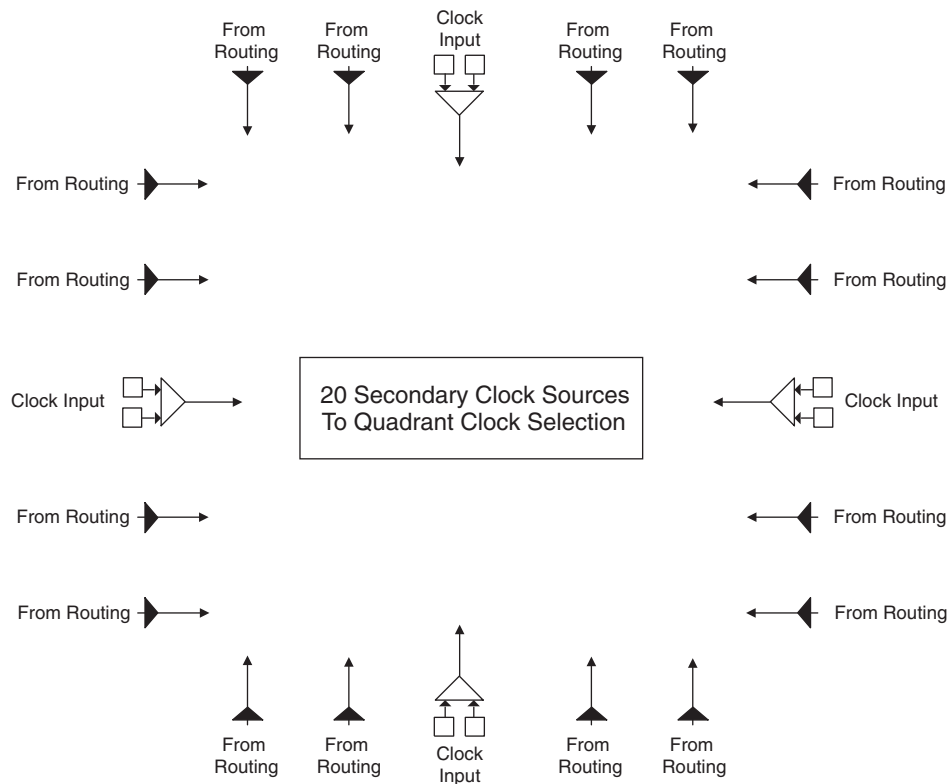 From
Routing
From
Routing
Clock
Input
From
Routing
From
Routing
From Routing
From Routing
From Routing
From Routing
Clock Input
20 Secondary Clock Sources
To Quadrant Clock Selection
Clock Input
From Routing
From Routing
From Routing
From Routing
From
Routing
From
Routing
Clock
Input
From
Routing
From
Routing